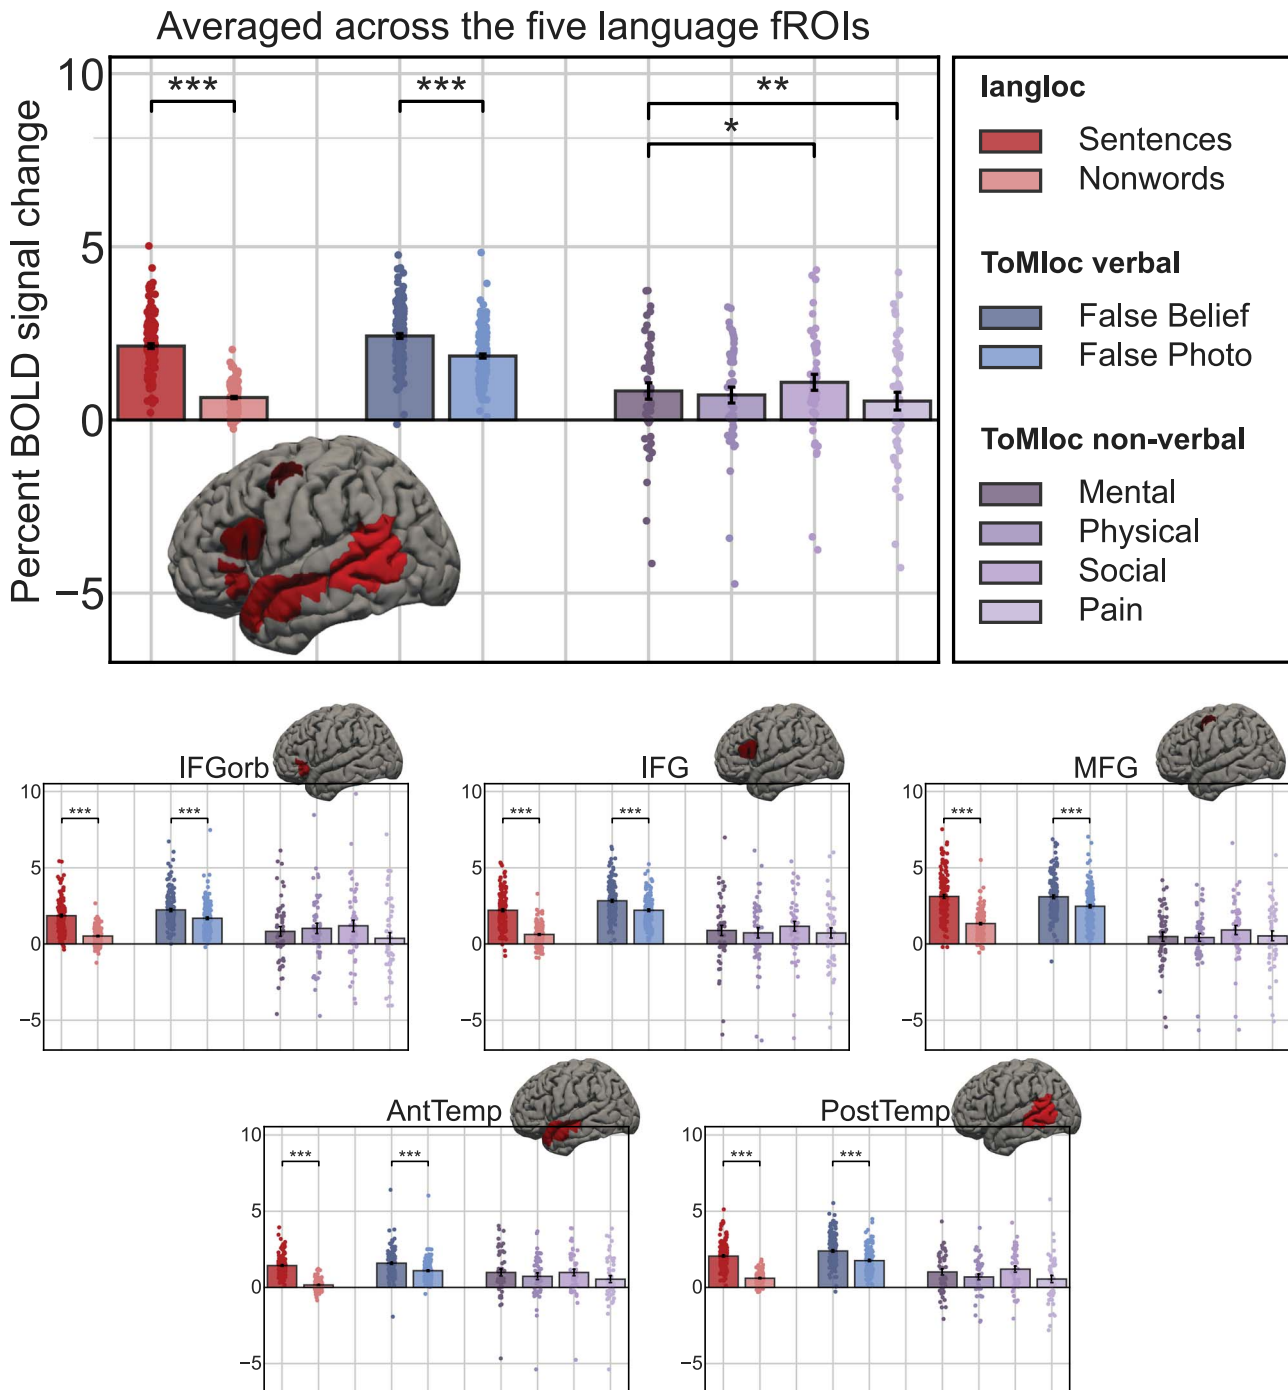 Averaged across the five language fROIs
Percent BOLD signal change
10
5
0
−5
***
***
**
*
langloc
Sentences
Nonwords
ToMloc verbal
False Belief
False Photo
ToMloc non-verbal
Mental
Physical
Social
Pain
IFGorb
10
5
0
−5
***
***
IFG
10
5
0
−5
***
***
MFG
10
5
0
−5
***
***
AntTemp
10
5
0
−5
***
***
PostTemp
10
5
0
−5
***
***